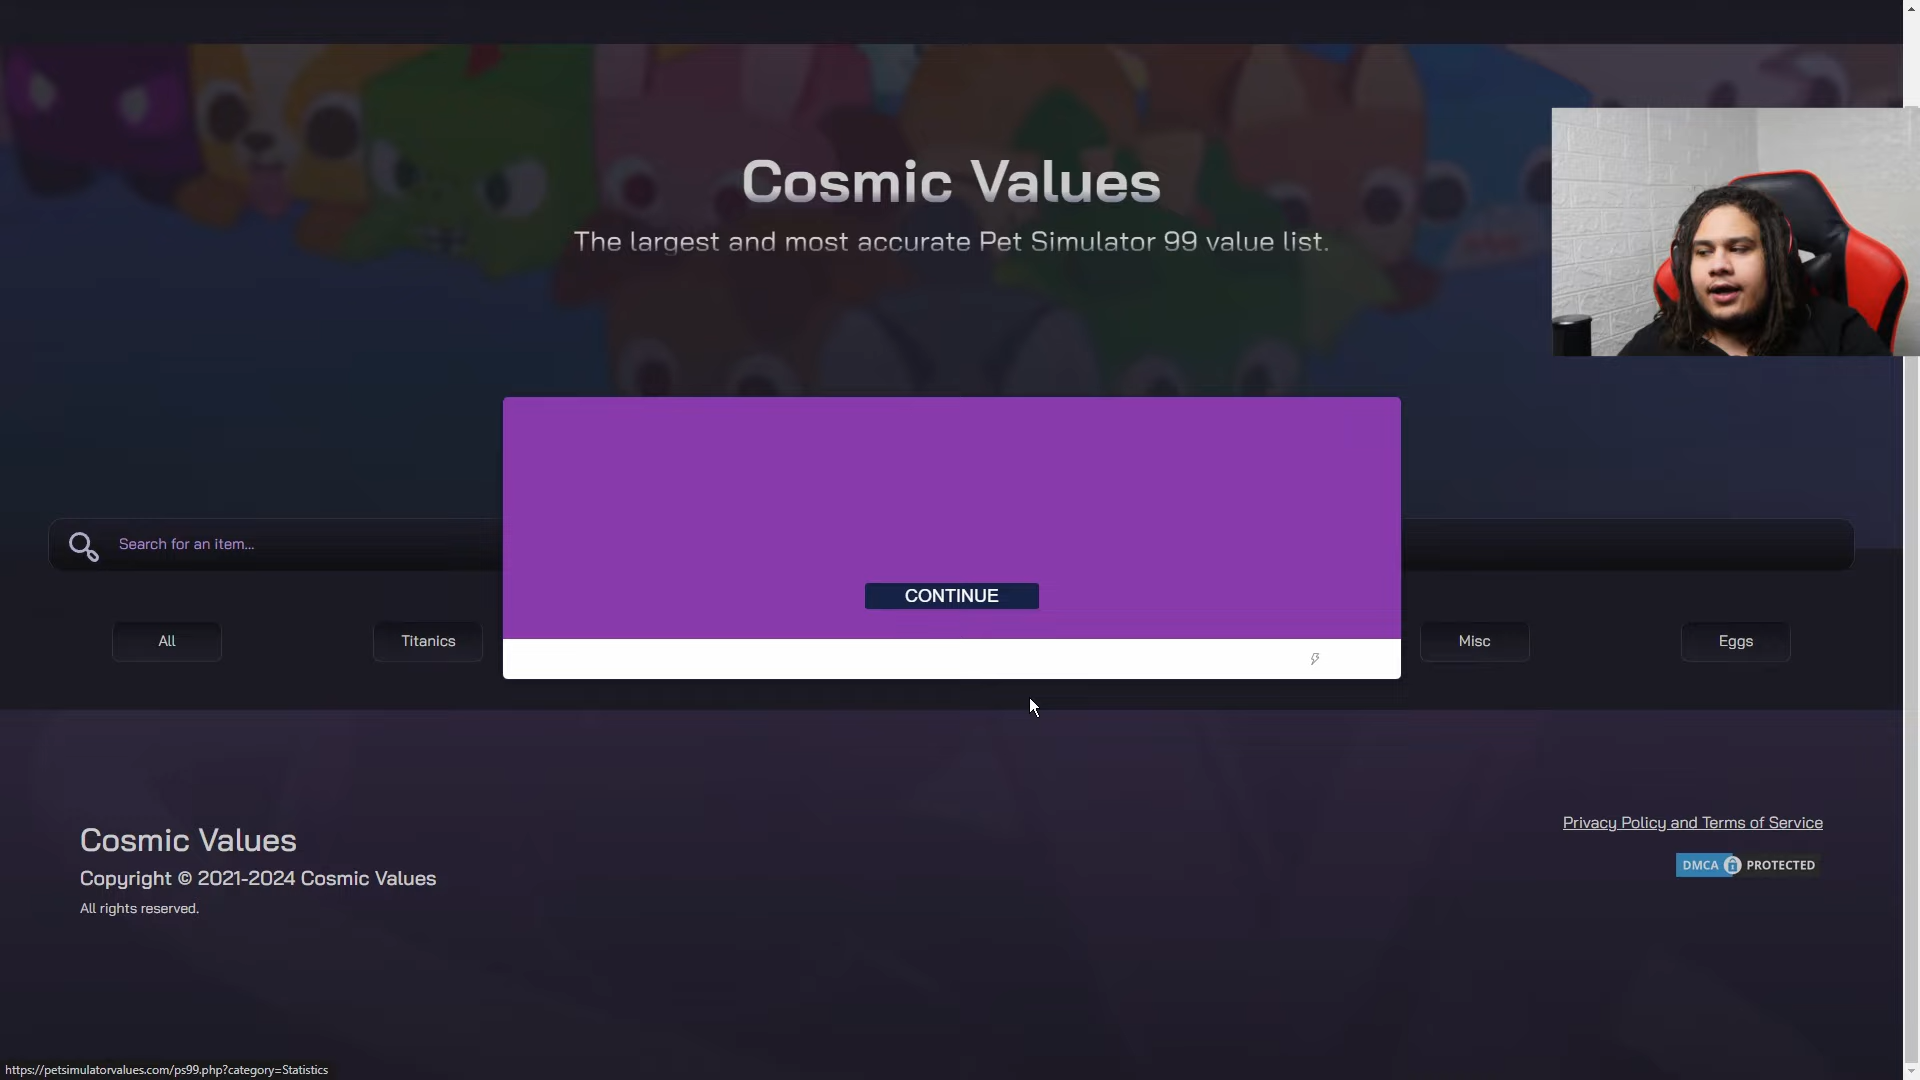 Cosmic Values
The largest and most accurate Pet Simulator 99 value list.
Search for an item...
CONTINUE
All
Titanics
Misc
Eggs
Cosmic Values
Copyright © 2021-2024 Cosmic Values
All rights reserved.
Privacy Policy and Terms of Service
DMCA PROTECTED
https://petsimulatorvalues.com/ps99.php?category=Statistics